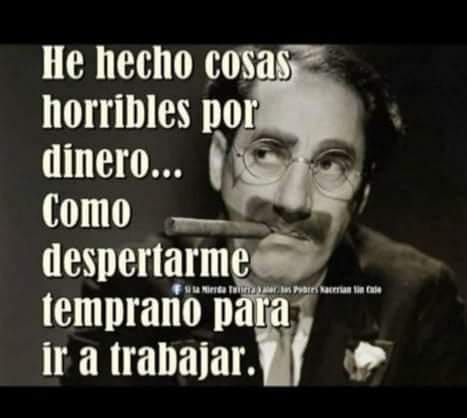 He hecho cosas
horribles por
dinero...
Como
despertarme
Si la Mierda Tuviera Valor, los Pobres Nacerian Sin Culo
temprano para
ir a trabajar.